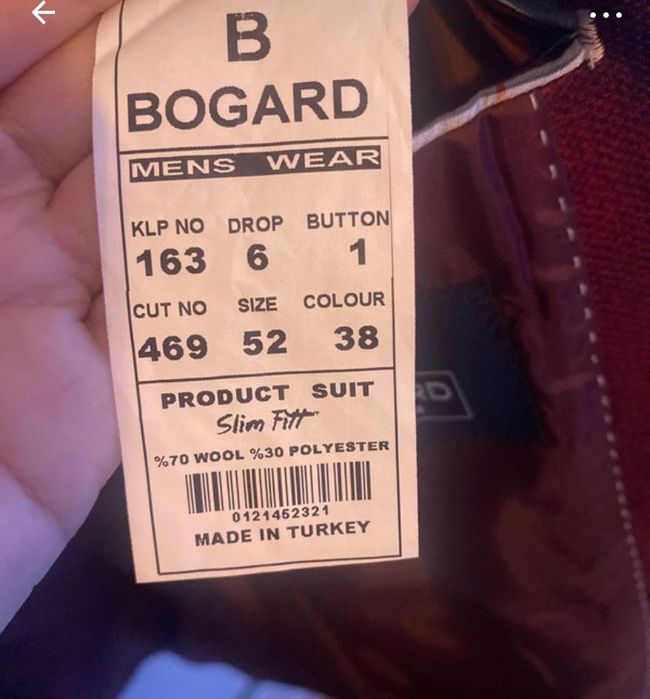 B
BOGARD
MENS WEAR
KLP NO DROP BUTTON
163 6 1
CUT NO SIZE COLOUR
469 52 38
PRODUCT SUIT
Slim Fitt
%70 WOOL %30 POLYESTER
0121452321
MADE IN TURKEY
RD